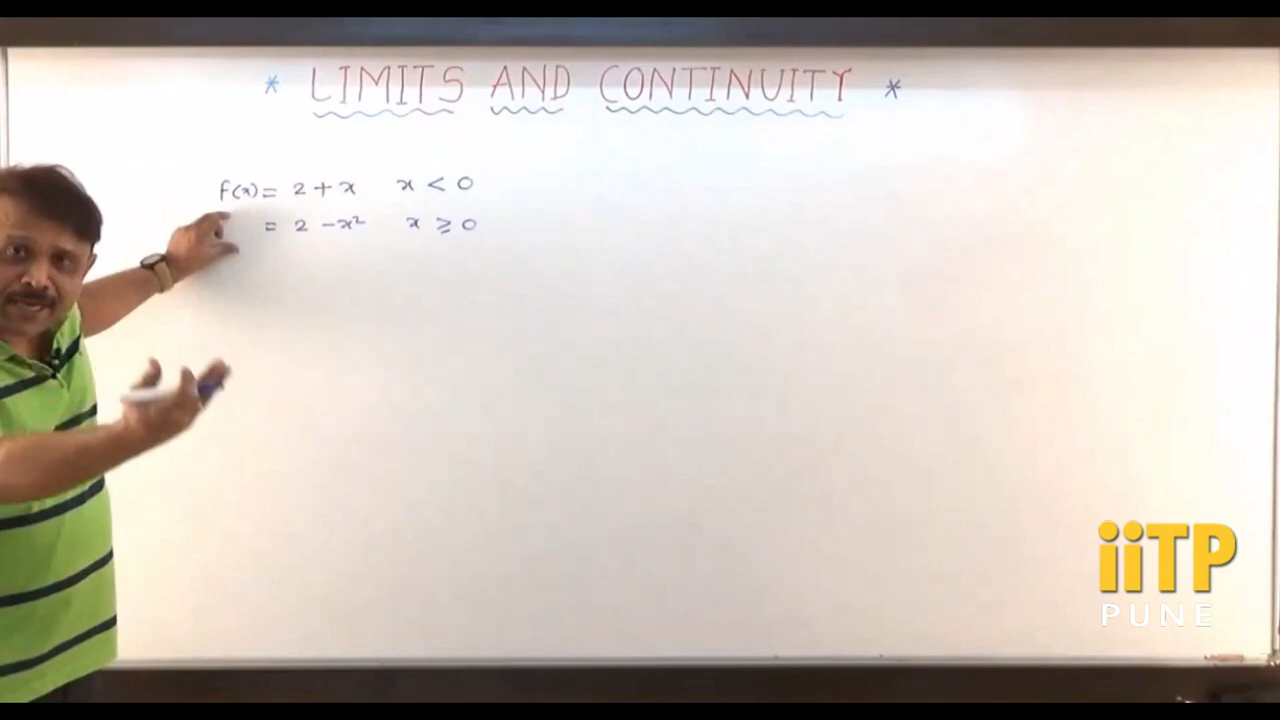 * LIMITS AND CONTINUITY *
f(x) = 2 + x x < 0
= 2 - x² x ≥ 0
iiTP
PUNE